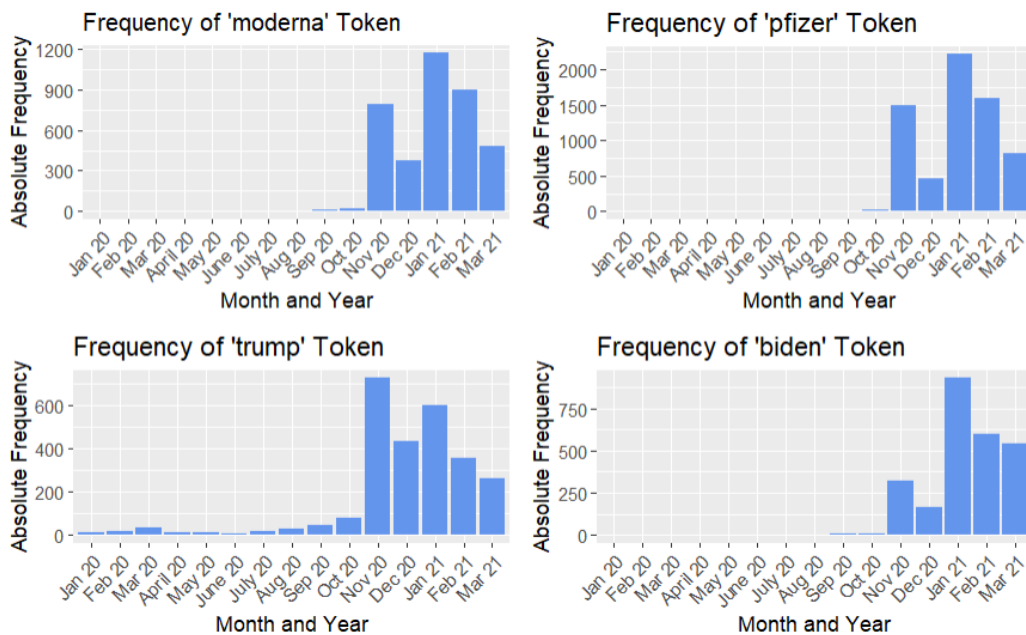 Frequency of 'moderna' Token
Absolute Frequency
1200
900
600
300
0
Jan 20
Feb 20
Mar 20
April 20
May 20
June 20
July 20
Aug 20
Sep 20
Oct 20
Nov 20
Dec 20
Jan 21
Feb 21
Mar 21
Month and Year
Frequency of 'pfizer' Token
Absolute Frequency
2000
1500
1000
500
0
Jan 20
Feb 20
Mar 20
April 20
May 20
June 20
July 20
Aug 20
Sep 20
Oct 20
Nov 20
Dec 20
Jan 21
Feb 21
Mar 21
Month and Year
Frequency of 'trump' Token
Absolute Frequency
600
400
200
0
Jan 20
Feb 20
Mar 20
April 20
May 20
June 20
July 20
Aug 20
Sep 20
Oct 20
Nov 20
Dec 20
Jan 21
Feb 21
Mar 21
Month and Year
Frequency of 'biden' Token
Absolute Frequency
750
500
250
0
Jan 20
Feb 20
Mar 20
April 20
May 20
June 20
July 20
Aug 20
Sep 20
Oct 20
Nov 20
Dec 20
Jan 21
Feb 21
Mar 21
Month and Year